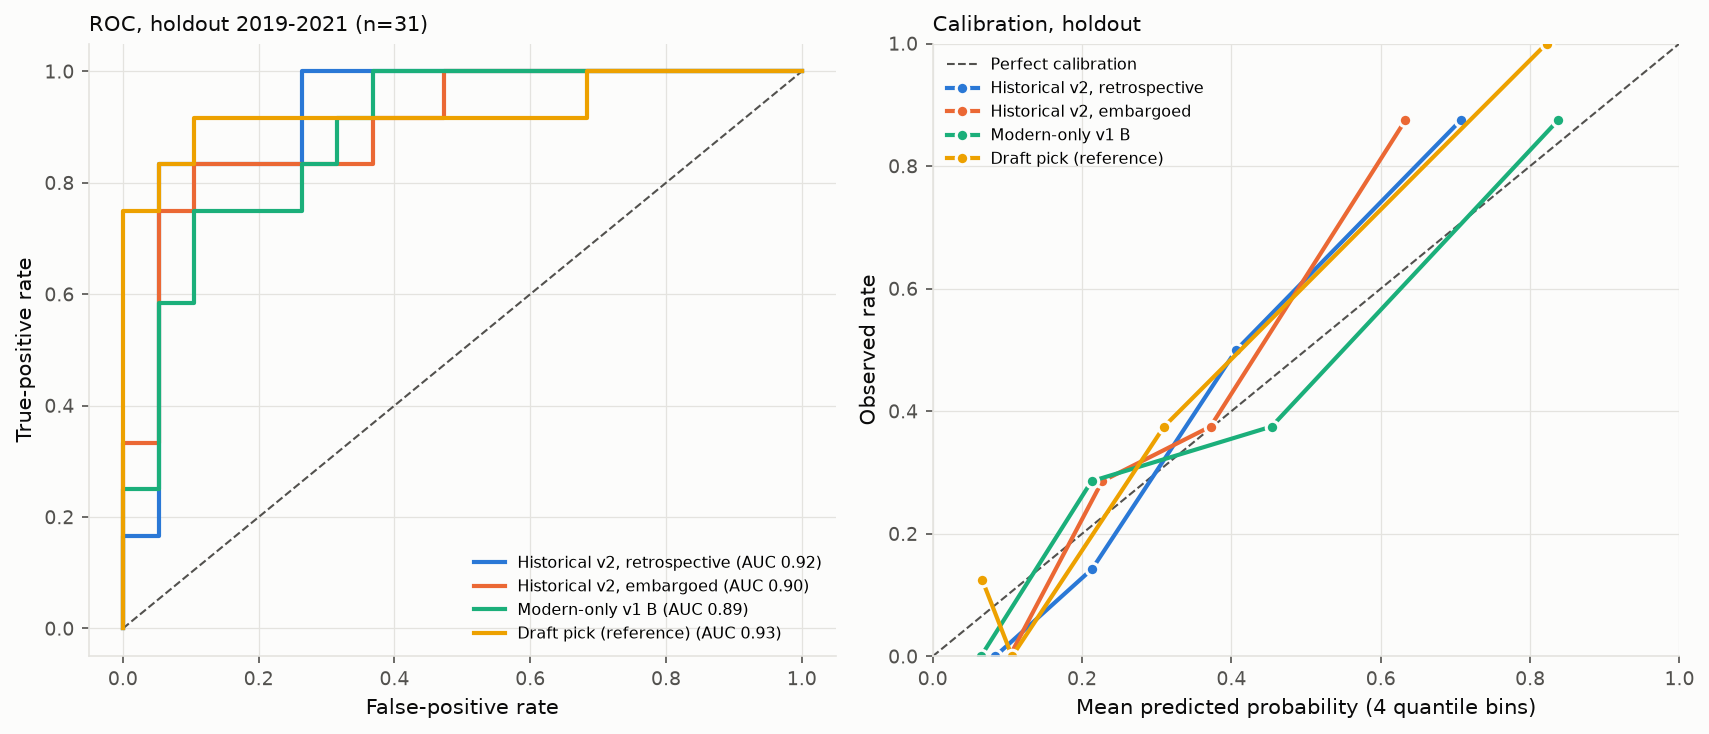 ROC, holdout 2019-2021 (n=31)
1.0
0.8
0.6
0.4
0.2
0.0
True-positive rate
Historical v2, retrospective (AUC 0.92)
Historical v2, embargoed (AUC 0.90)
Modern-only v1 B (AUC 0.89)
Draft pick (reference) (AUC 0.93)
0.0 0.2 0.4 0.6 0.8 1.0
False-positive rate
Calibration, holdout
1.0
0.8
0.6
0.4
0.2
0.0
Observed rate
Perfect calibration
Historical v2, retrospective
Historical v2, embargoed
Modern-only v1 B
Draft pick (reference)
0.0 0.2 0.4 0.6 0.8 1.0
Mean predicted probability (4 quantile bins)